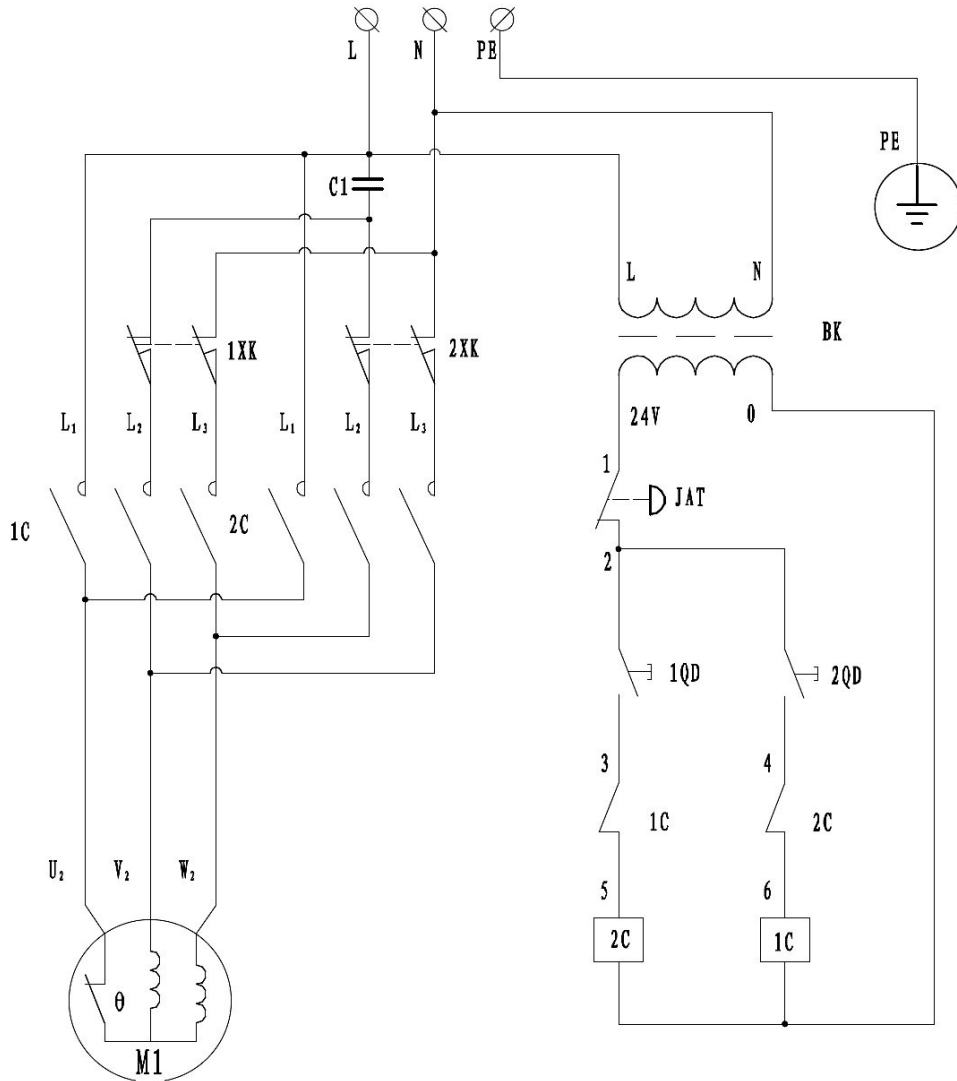 L N PE
PE
C1
L N
1XK 2XK BK
L₁ L₂ L₃ L₁ L₂ L₃
24V 0
1
JAT
1C 2C
2
1QD 2QD
3 4
1C 2C
U₂ V₂ W₂
5 6
2C 1C
θ
M1